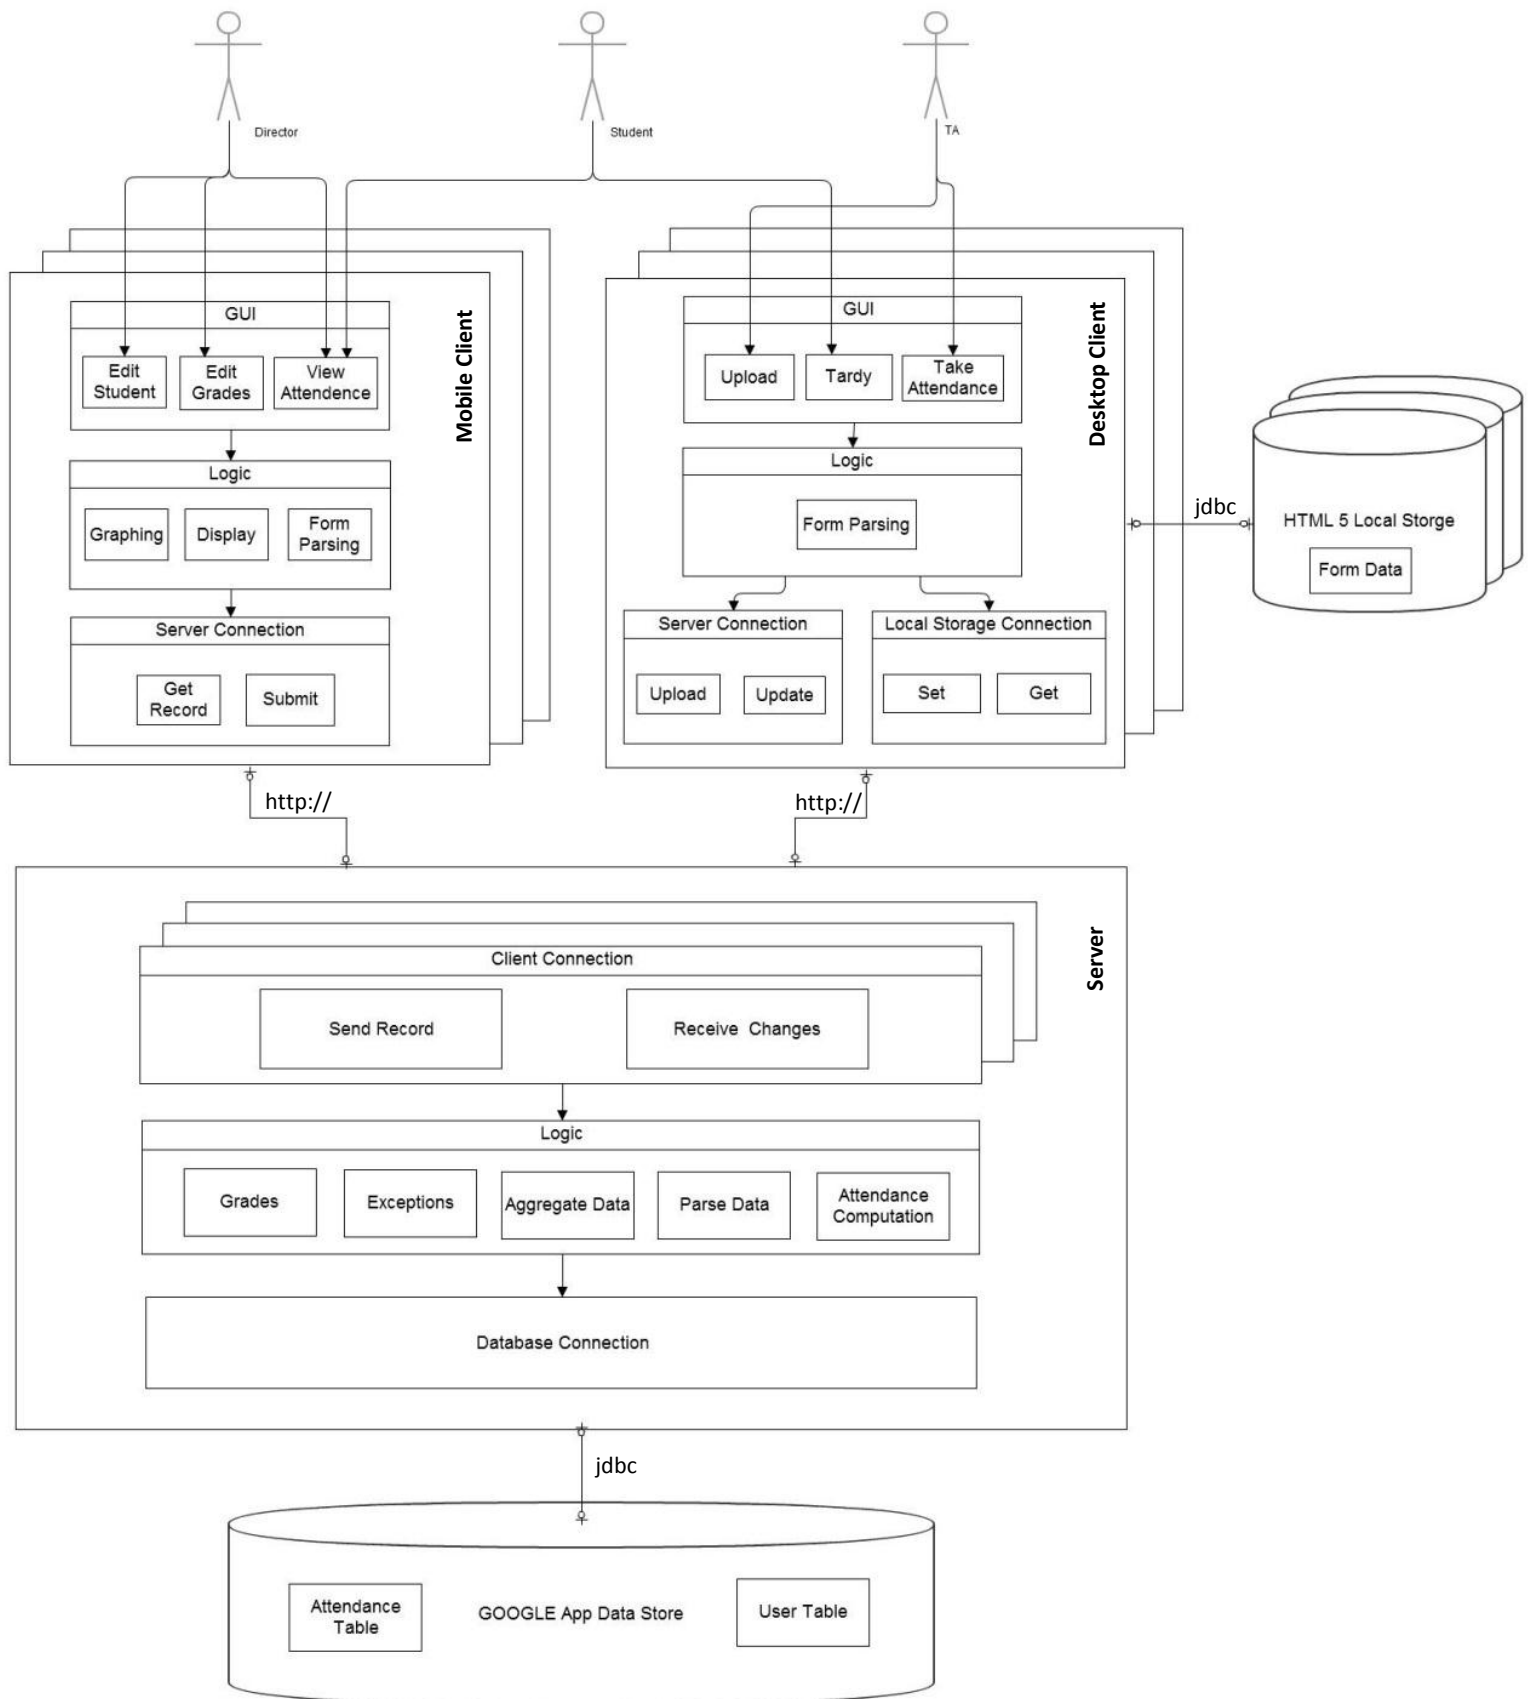 Director
Student
TA
GUI
Edit
Student
Edit
Grades
View
Attendence
Mobile Client
Logic
Graphing
Display
Form
Parsing
Server Connection
Get
Record
Submit
GUI
Upload
Tardy
Take
Attendance
Desktop Client
Logic
Form Parsing
Server Connection
Upload
Update
Local Storage Connection
Set
Get
jdbc
HTML 5 Local Storge
Form Data
http://
http://
Server
Client Connection
Send Record
Receive Changes
Logic
Grades
Exceptions
Aggregate Data
Parse Data
Attendance
Computation
Database Connection
jdbc
Attendance
Table
GOOGLE App Data Store
User Table